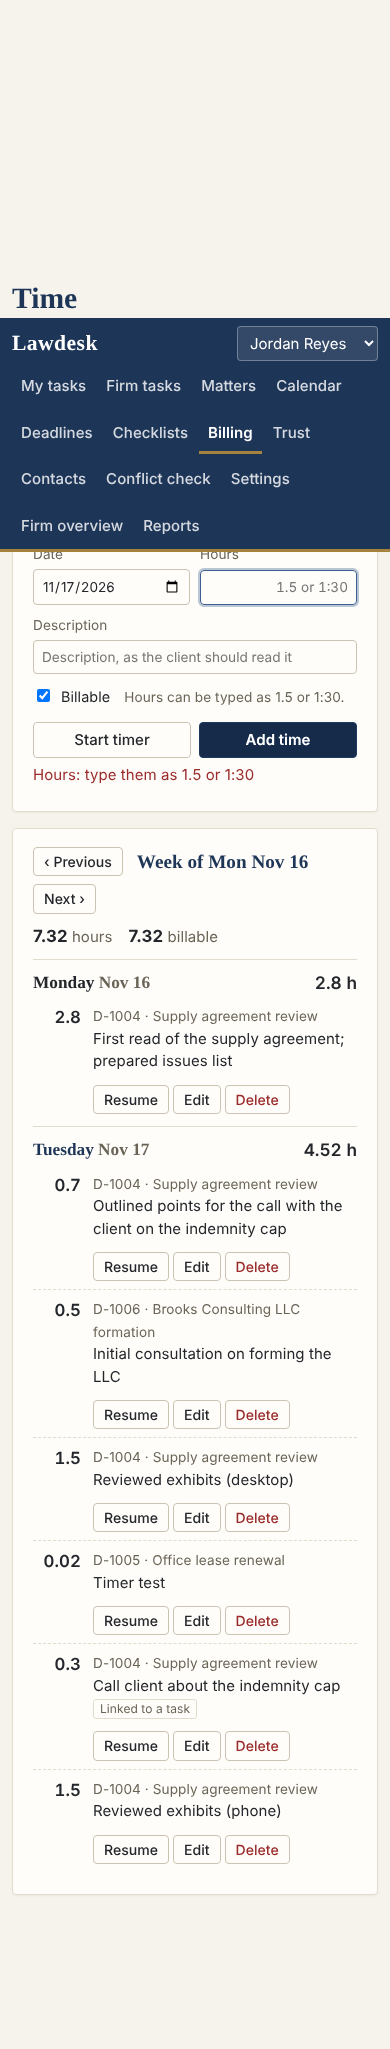 Time
Lawdesk
Jordan Reyes
My tasks Firm tasks Matters Calendar
Deadlines Checklists Billing Trust
Contacts Conflict check Settings
Firm overview Reports
Date Hours
11/17/2026 1.5 or 1:30
Description
Description, as the client should read it
Billable Hours can be typed as 1.5 or 1:30.
Start timer Add time
Hours: type them as 1.5 or 1:30
‹ Previous Week of Mon Nov 16
Next ›
7.32 hours 7.32 billable
Monday Nov 16 2.8 h
2.8 D-1004 · Supply agreement review
First read of the supply agreement;
prepared issues list
Resume Edit Delete
Tuesday Nov 17 4.52 h
0.7 D-1004 · Supply agreement review
Outlined points for the call with the
client on the indemnity cap
Resume Edit Delete
0.5 D-1006 · Brooks Consulting LLC
formation
Initial consultation on forming the
LLC
Resume Edit Delete
1.5 D-1004 · Supply agreement review
Reviewed exhibits (desktop)
Resume Edit Delete
0.02 D-1005 · Office lease renewal
Timer test
Resume Edit Delete
0.3 D-1004 · Supply agreement review
Call client about the indemnity cap
Linked to a task
Resume Edit Delete
1.5 D-1004 · Supply agreement review
Reviewed exhibits (phone)
Resume Edit Delete